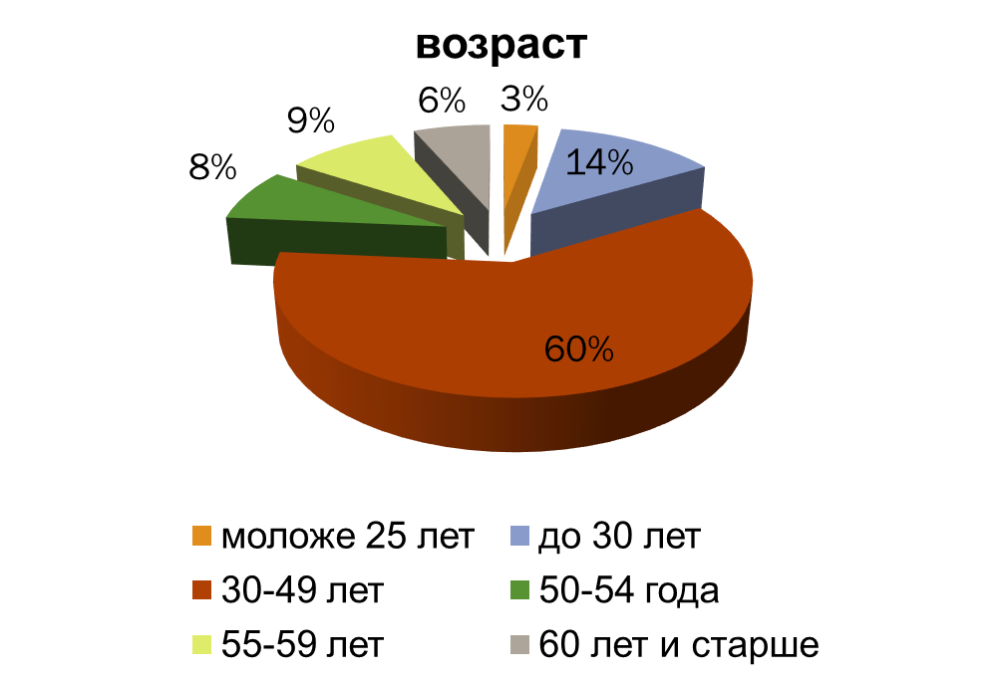 возраст
6%
3%
9%
14%
8%
60%
моложе 25 лет
до 30 лет
30-49 лет
50-54 года
55-59 лет
60 лет и старше